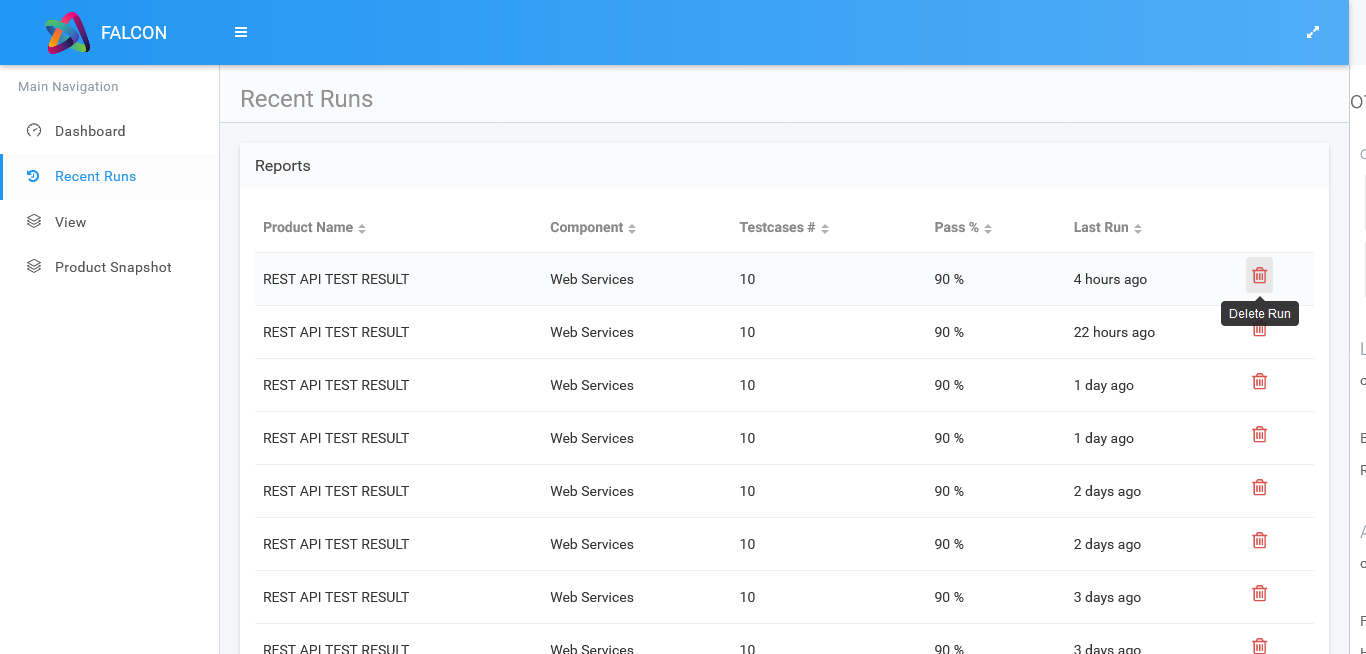 FALCON
Main Navigation
Dashboard
Recent Runs
View
Product Snapshot
Recent Runs
Reports
Product Name Component Testcases # Pass % Last Run
REST API TEST RESULT Web Services 10 90 % 4 hours ago
Delete Run
REST API TEST RESULT Web Services 10 90 % 22 hours ago
REST API TEST RESULT Web Services 10 90 % 1 day ago
REST API TEST RESULT Web Services 10 90 % 1 day ago
REST API TEST RESULT Web Services 10 90 % 2 days ago
REST API TEST RESULT Web Services 10 90 % 2 days ago
REST API TEST RESULT Web Services 10 90 % 3 days ago
REST API TEST RESULT Web Services 10 90 % 3 days ago